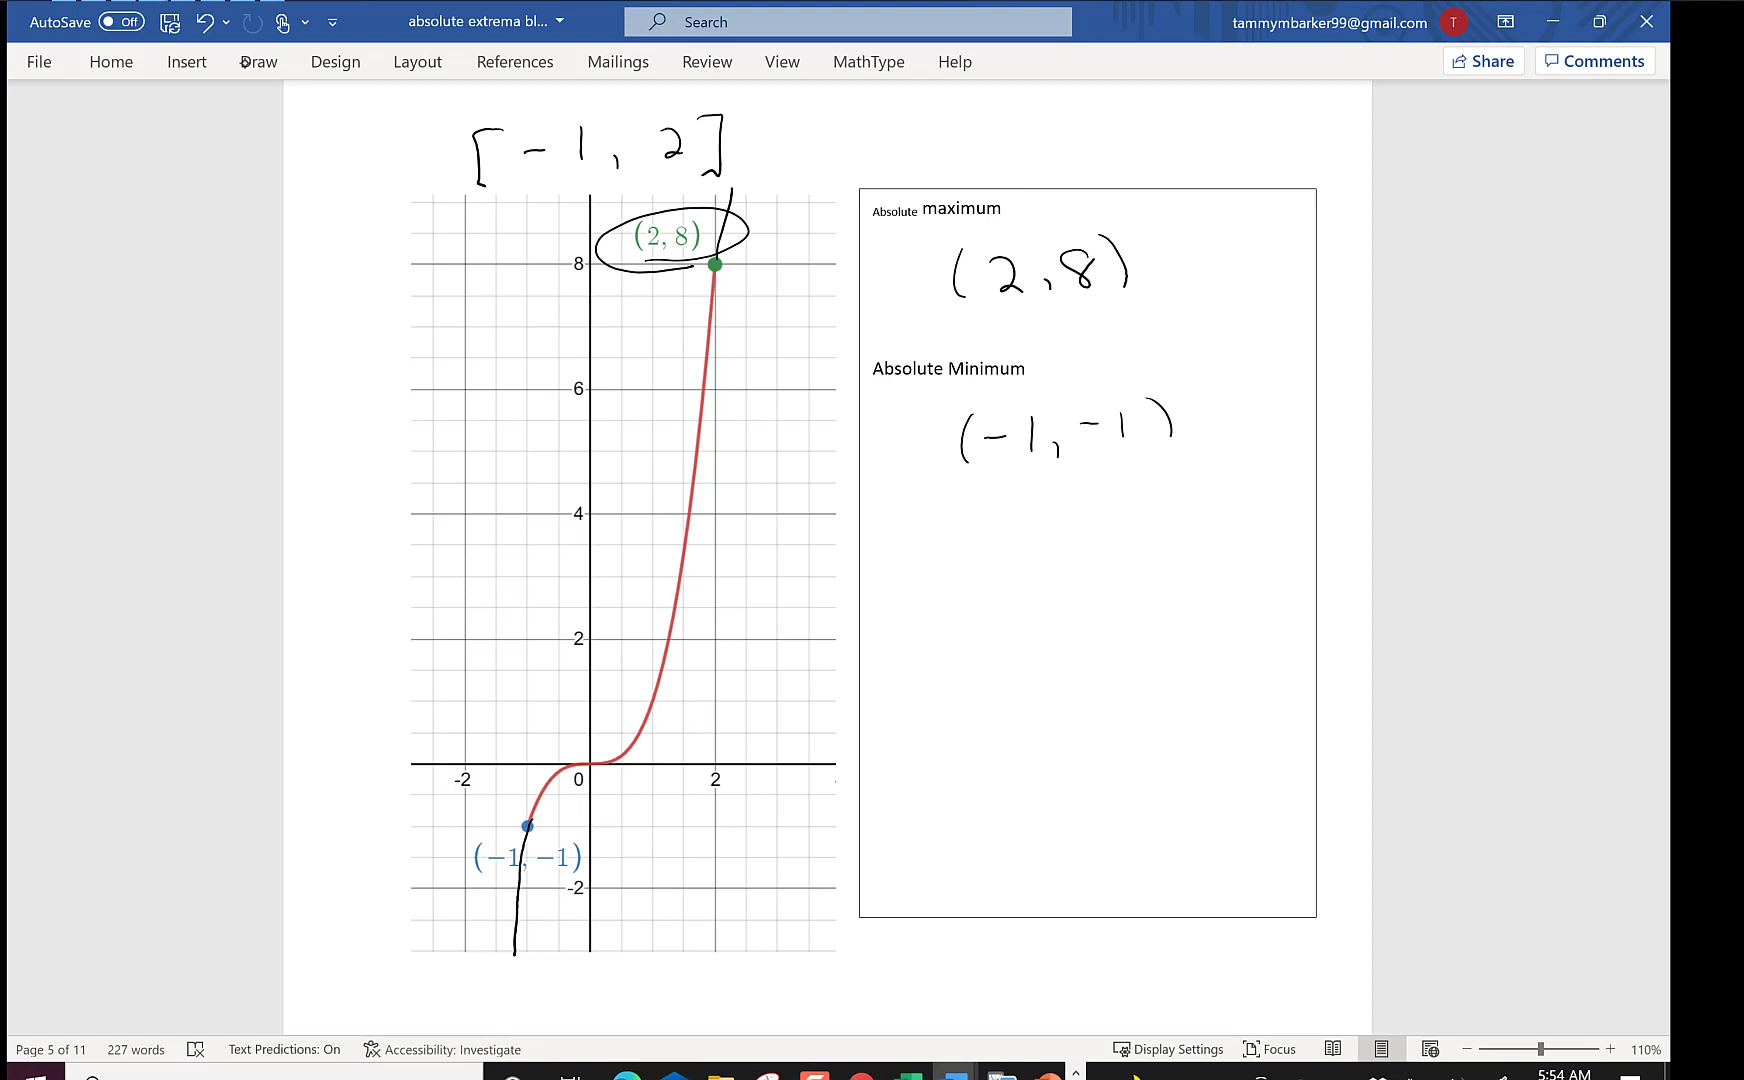 AutoSave Off absolute extrema bl... Search tammymbarker99@gmail.com T
File Home Insert Draw Design Layout References Mailings Review View MathType Help Share Comments
[-1, 2]
(2, 8)
8
6
4
2
-2 0 2
(−1, −1)
-2
Absolute maximum
(2, 8)
Absolute Minimum
(-1, -1)
Page 5 of 11 227 words Text Predictions: On Accessibility: Investigate Display Settings Focus 110%
5:54 AM